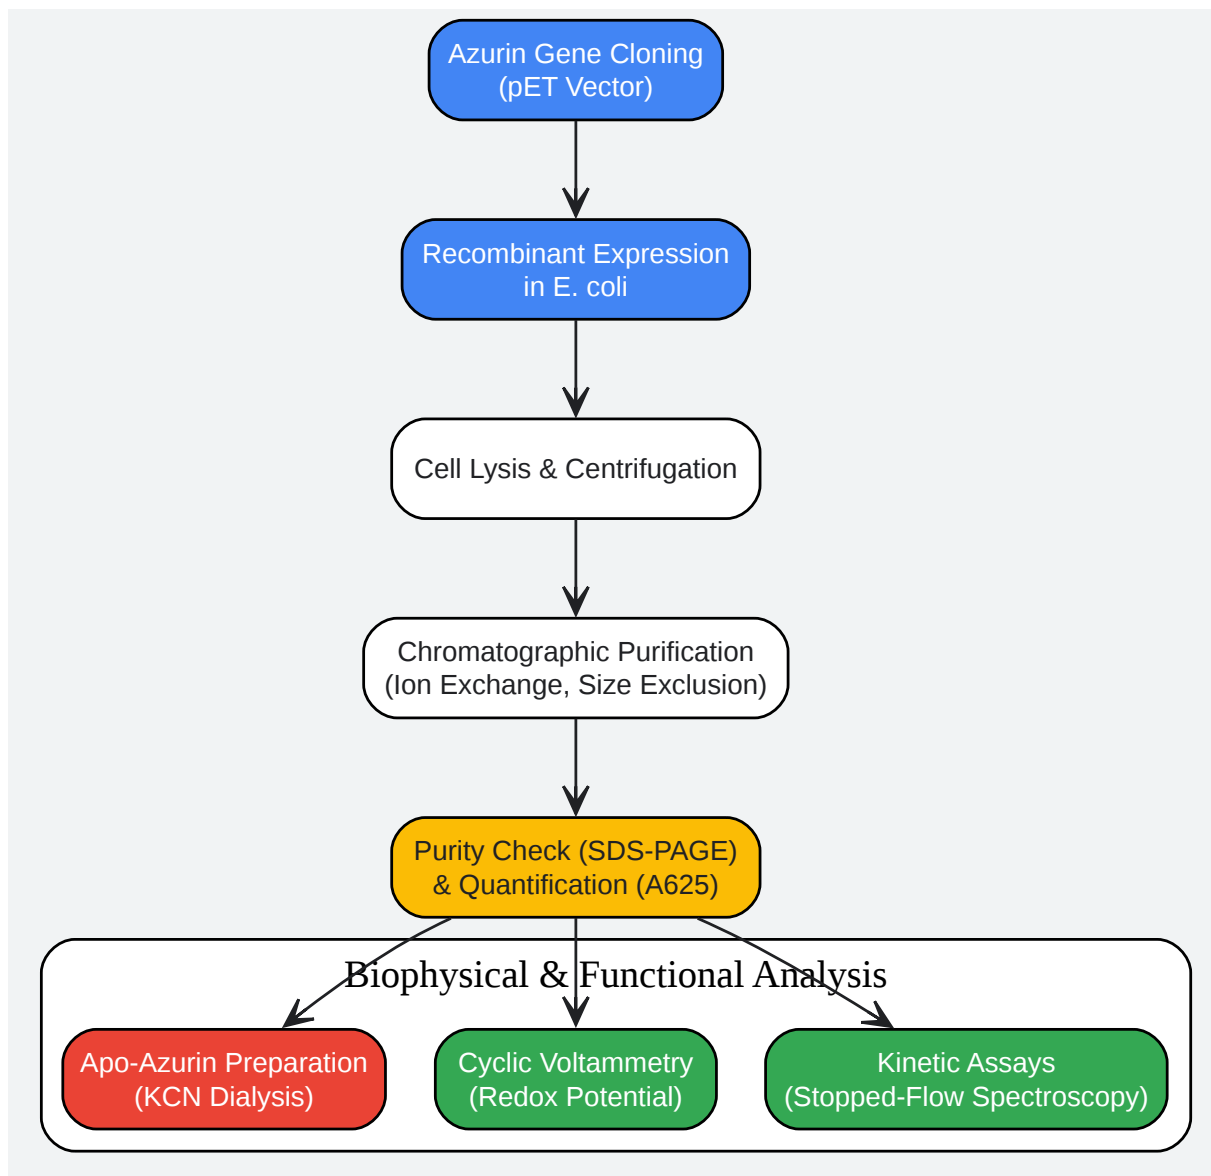 Azurin Gene Cloning
(pET Vector)
Recombinant Expression
in E. coli
Cell Lysis & Centrifugation
Chromatographic Purification
(Ion Exchange, Size Exclusion)
Purity Check (SDS-PAGE)
& Quantification (A625)
Biophysical & Functional Analysis
Apo-Azurin Preparation
(KCN Dialysis)
Cyclic Voltammetry
(Redox Potential)
Kinetic Assays
(Stopped-Flow Spectroscopy)